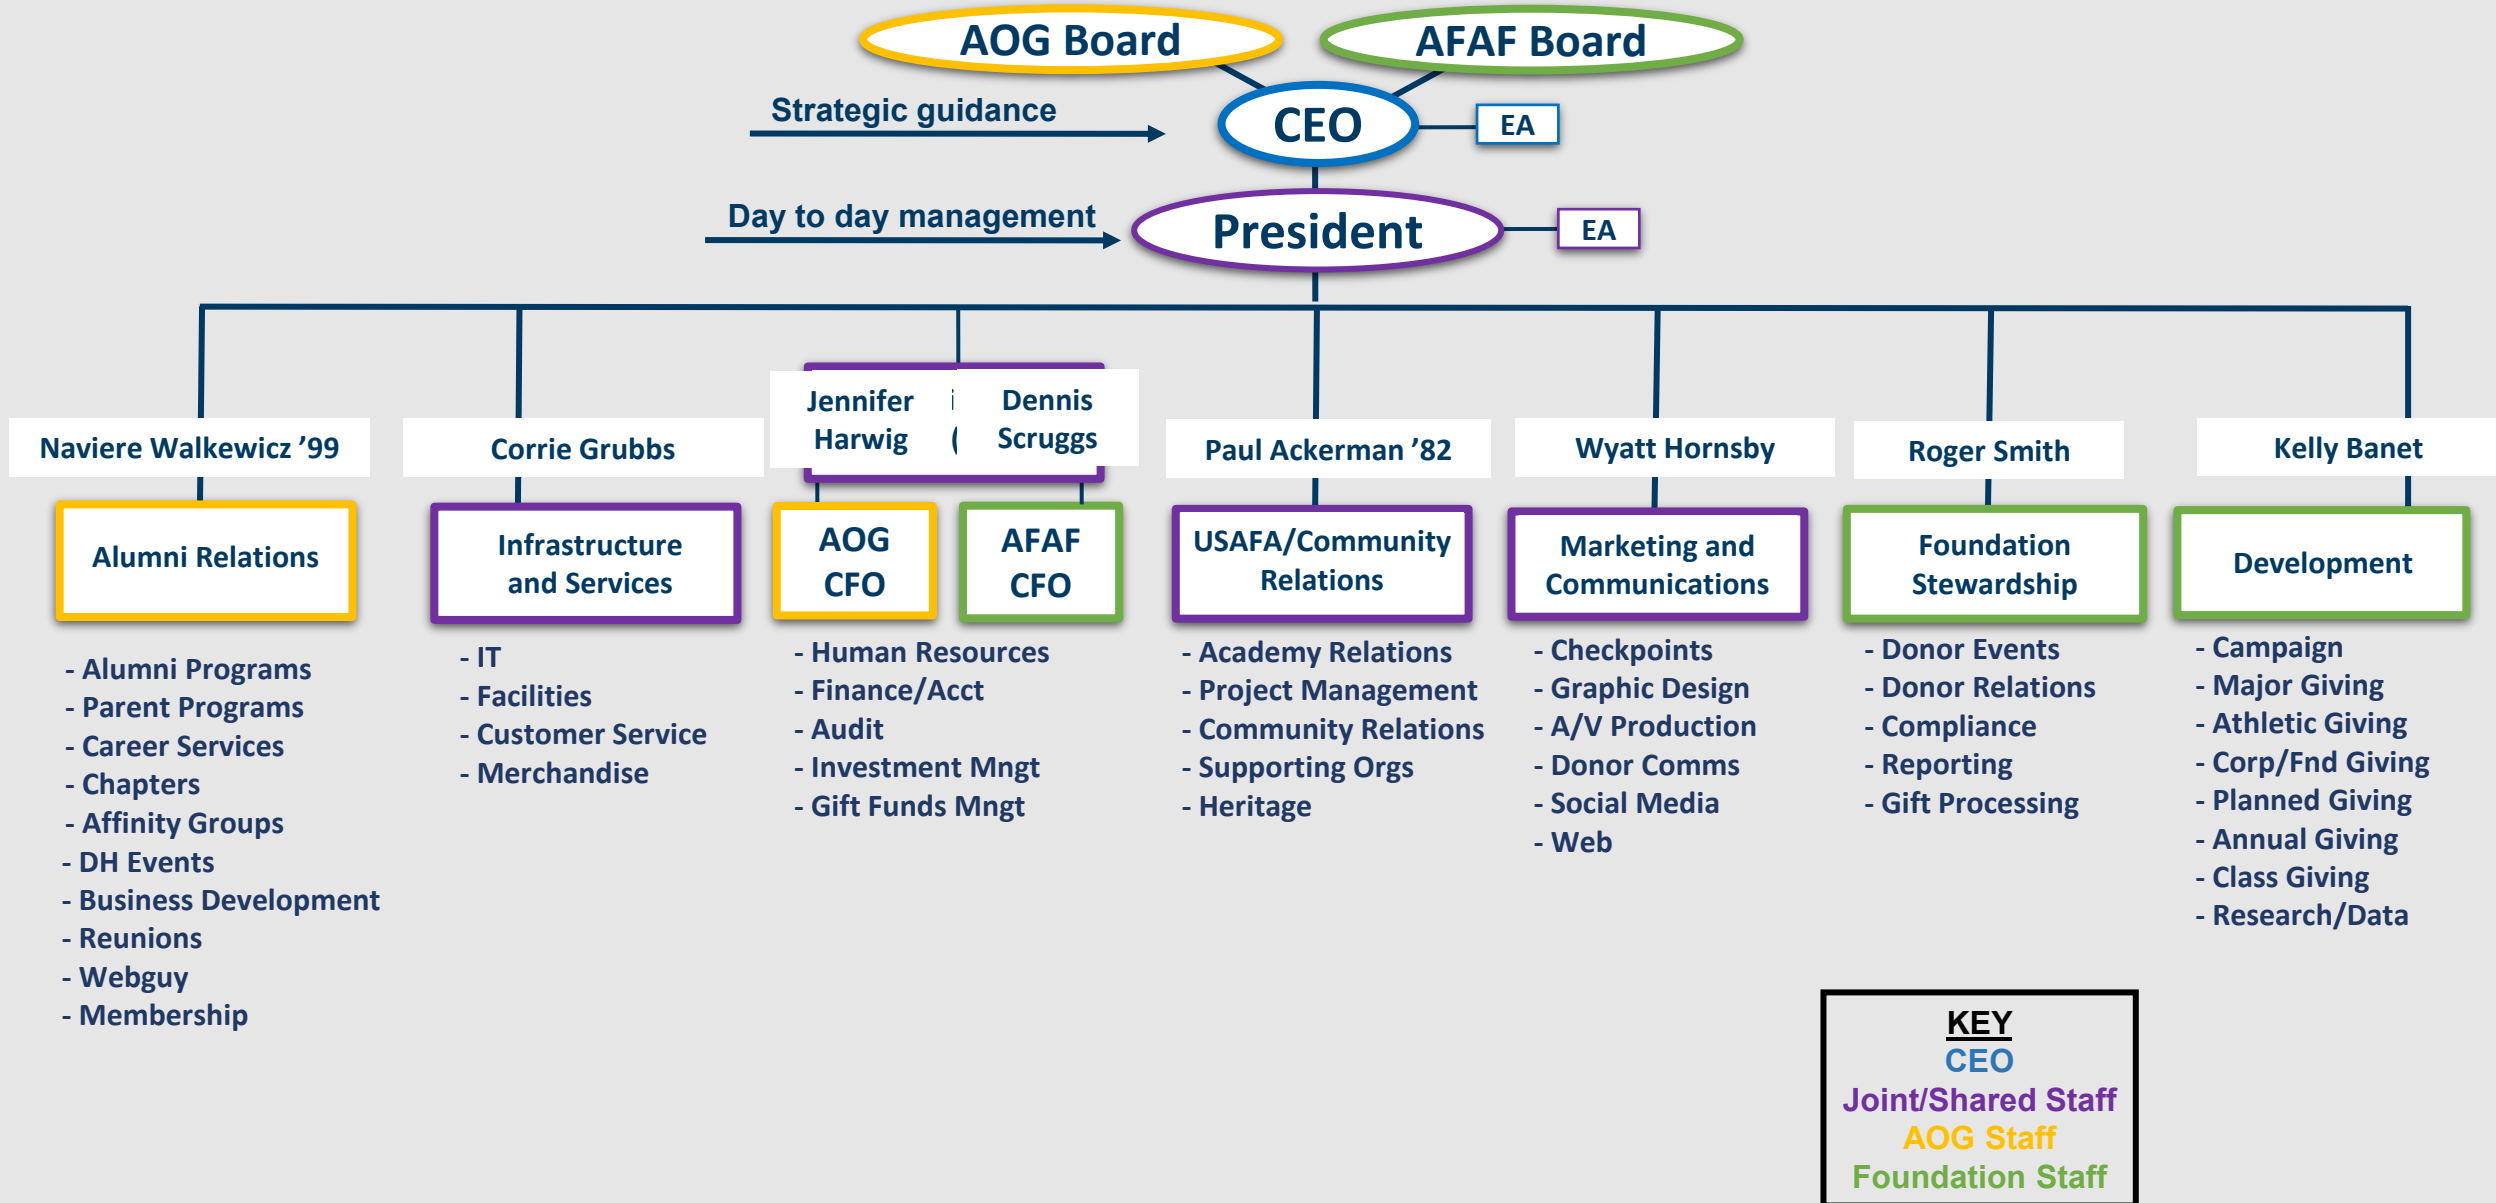 AOG Board
AFAF Board
Strategic guidance
CEO
EA
Day to day management
President
EA
Naviere Walkewicz ’99
Alumni Relations
- Alumni Programs
- Parent Programs
- Career Services
- Chapters
- Affinity Groups
- DH Events
- Business Development
- Reunions
- Webguy
- Membership
Corrie Grubbs
Infrastructure
and Services
- IT
- Facilities
- Customer Service
- Merchandise
Jennifer
Harwig
Dennis
Scruggs
AOG
CFO
AFAF
CFO
- Human Resources
- Finance/Acct
- Audit
- Investment Mngt
- Gift Funds Mngt
Paul Ackerman ’82
USAFA/Community
Relations
- Academy Relations
- Project Management
- Community Relations
- Supporting Orgs
- Heritage
Wyatt Hornsby
Marketing and
Communications
- Checkpoints
- Graphic Design
- A/V Production
- Donor Comms
- Social Media
- Web
Roger Smith
Foundation
Stewardship
- Donor Events
- Donor Relations
- Compliance
- Reporting
- Gift Processing
Kelly Banet
Development
- Campaign
- Major Giving
- Athletic Giving
- Corp/Fnd Giving
- Planned Giving
- Annual Giving
- Class Giving
- Research/Data
KEY
CEO
Joint/Shared Staff
AOG Staff
Foundation Staff